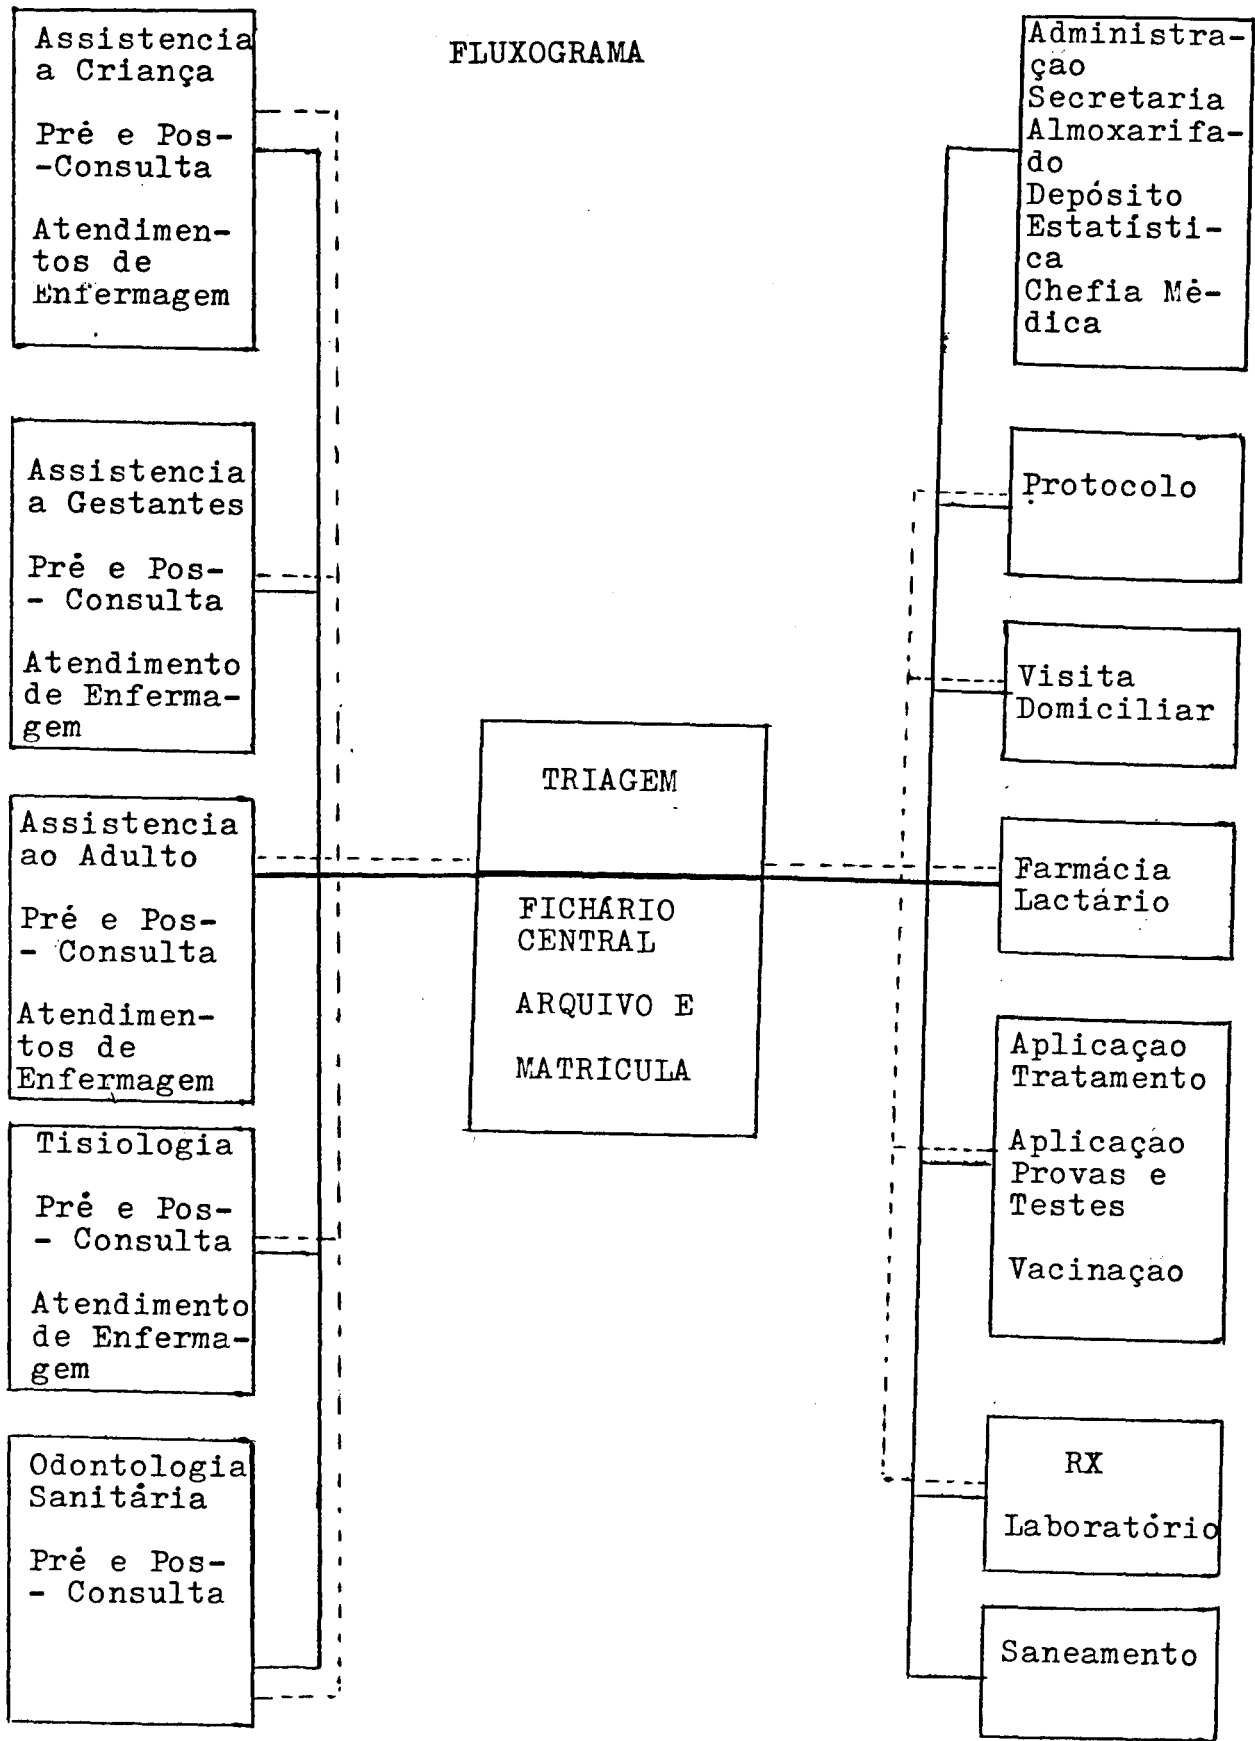 FLUXOGRAMA
Assistencia
a Criança
Pré e Pos-
-Consulta
Atendimen-
tos de
Enfermagem
Assistencia
a Gestantes
Pré e Pos-
- Consulta
Atendimento
de Enferma-
gem
Assistencia
ao Adulto
Pré e Pos-
- Consulta
Atendimen-
tos de
Enfermagem
Tisiologia
Pré e Pos-
- Consulta
Atendimento
de Enferma-
gem
Odontologia
Sanitária
Pré e Pos-
- Consulta
TRIAGEM
FICHÁRIO
CENTRAL
ARQUIVO E
MATRÍCULA
Administra-
ção
Secretaria
Almoxarifa-
do
Depósito
Estatísti-
ca
Chefia Mé-
dica
Protocolo
Visita
Domiciliar
Farmácia
Lactário
Aplicaçao
Tratamento
Aplicação
Provas e
Testes
Vacinaçao
RX
Laboratório
Saneamento